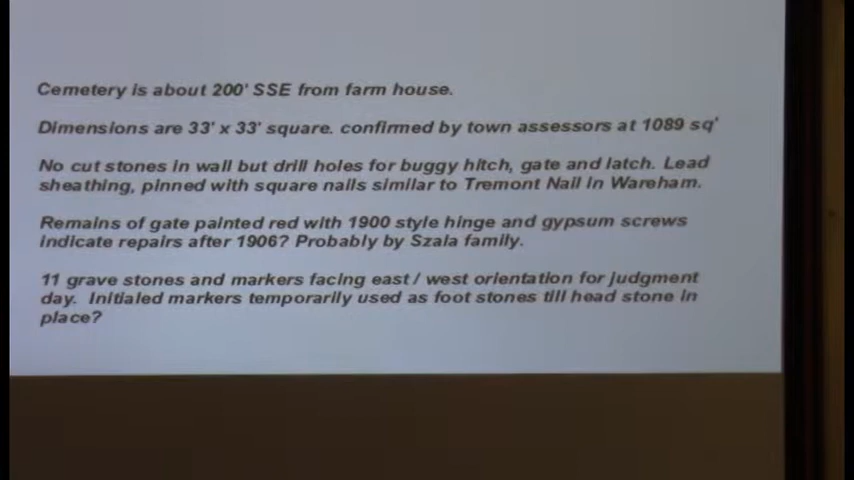 Cemetery is about 200' SSE from farm house.
Dimensions are 33' x 33' square. confirmed by town assessors at 1089 sq'
No cut stones in wall but drill holes for buggy hitch, gate and latch. Lead
sheathing, pinned with square nails similar to Tremont Nail in Wareham.
Remains of gate painted red with 1900 style hinge and gypsum screws
indicate repairs after 1906? Probably by Szala family.
11 grave stones and markers facing east / west orientation for judgment
day. Initialed markers temporarily used as foot stones till head stone in
place?